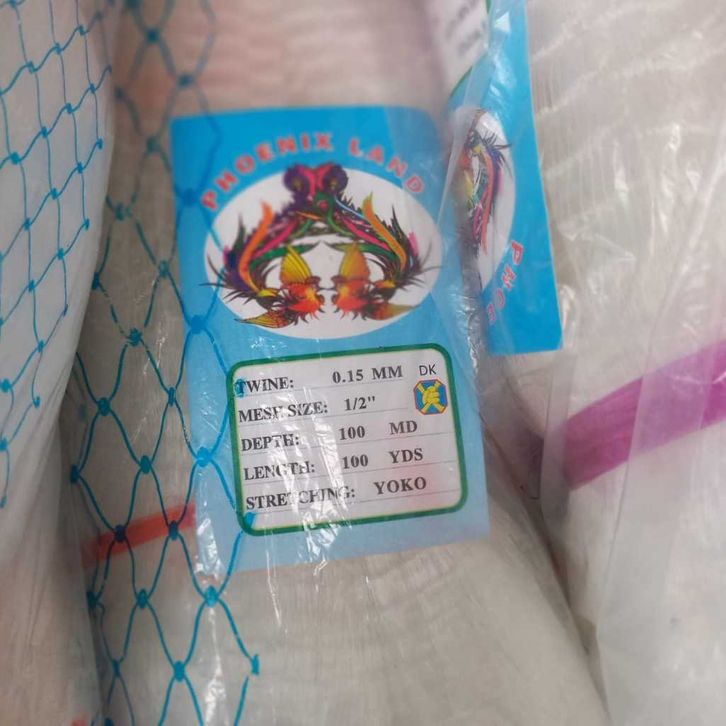 PHOENIX LAND
TWINE: 0.15 MM DK
MESH SIZE: 1/2"
DEPTH: 100 MD
LENGTH: 100 YDS
STRETCHING: YOKO
PHOE